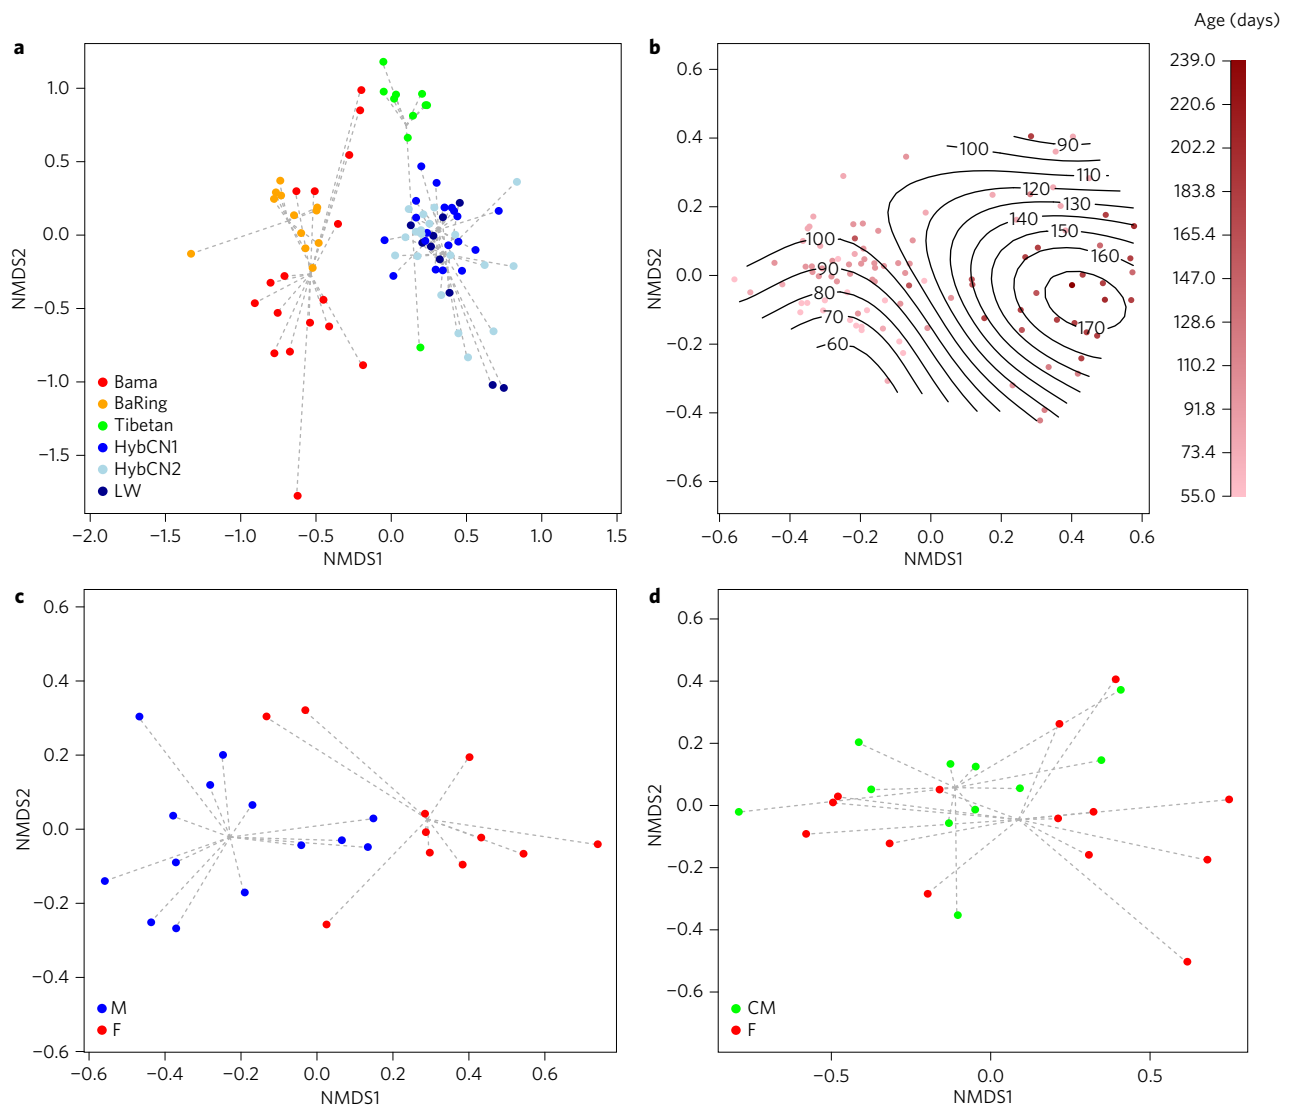 a
1.0
0.5
0.0
−0.5
−1.0
−1.5
NMDS2
Bama
BaRing
Tibetan
HybCN1
HybCN2
LW
−2.0 −1.0 −0.5 0.0 0.5 1.0 1.5
NMDS1
b
0.6
0.4
0.2
0.0
−0.2
−0.4
−0.6
NMDS2
100
90
110
120
130
140
150
160
170
100
90
80
70
60
−0.6 −0.4 −0.2 0.0 0.2 0.4 0.6
NMDS1
Age (days)
239.0
220.6
202.2
183.8
165.4
147.0
128.6
110.2
91.8
73.4
55.0
c
0.6
0.4
0.2
0.0
−0.2
−0.4
−0.6
NMDS2
M
F
−0.6 −0.4 −0.2 0.0 0.2 0.4 0.6
NMDS1
d
0.6
0.4
0.2
0.0
−0.2
−0.4
−0.6
NMDS2
CM
F
−0.5 0.0 0.5
NMDS1